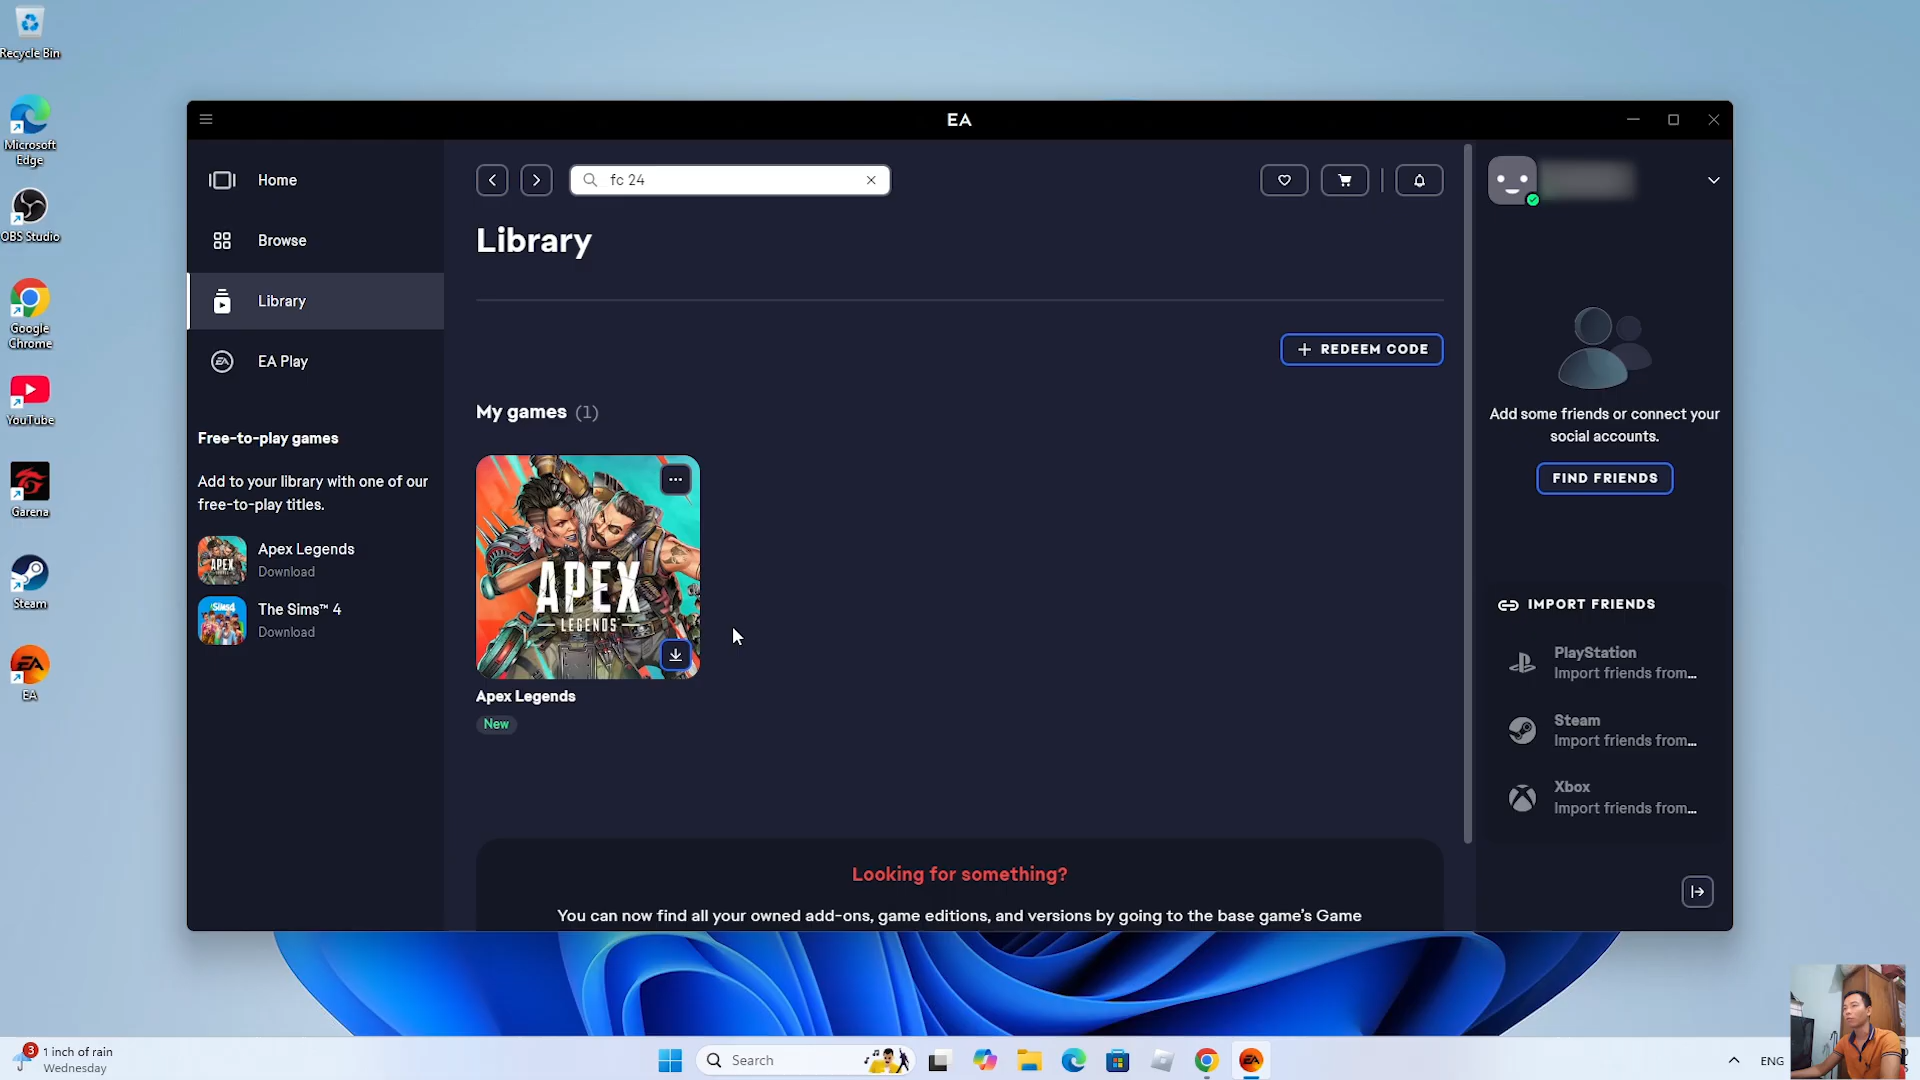 Recycle Bin
Microsoft
Edge
OBS Studio
Google
Chrome
YouTube
Garena
Steam
EA
EA
Home
Browse
Library
EA Play
Free-to-play games
Add to your library with one of our
free-to-play titles.
APEX
Apex Legends
Download
SIMS4
The Sims™ 4
Download
fc 24
Library
+ REDEEM CODE
My games (1)
APEX
LEGENDS
Apex Legends
New
Looking for something?
You can now find all your owned add-ons, game editions, and versions by going to the base game's Game
Add some friends or connect your
social accounts.
FIND FRIENDS
IMPORT FRIENDS
PlayStation
Import friends from...
Steam
Import friends from...
Xbox
Import friends from...
3
1 inch of rain
Wednesday
Search
ENG